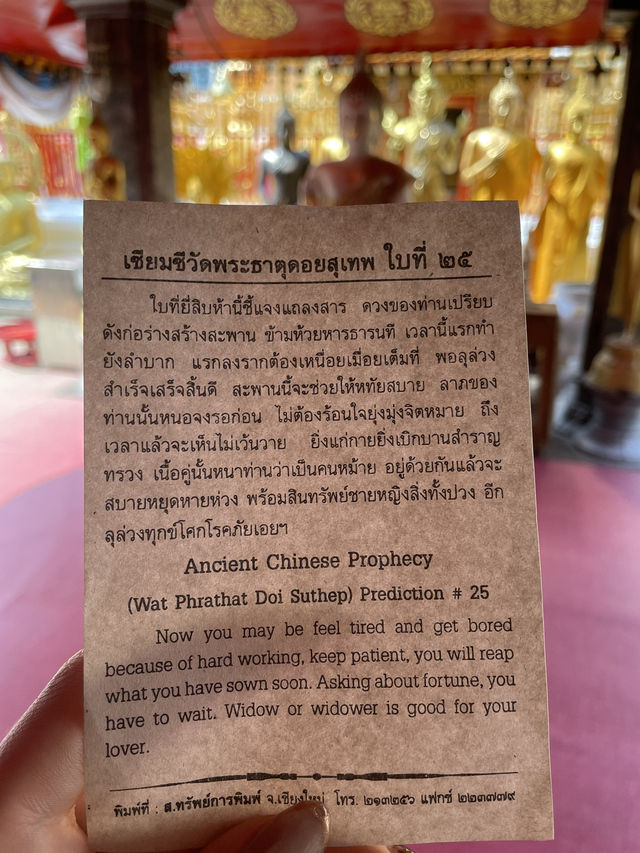 เซียมซีวัดพระธาตุดอยสุเทพ ใบที่ ๒๕
ใบที่ยี่สิบห้านี้ชี้แจงแถลงสาร ดวงของท่านเปรียบ
ดังก่อร่างสร้างสะพาน ข้ามห้วยหารธารนที เวลานี้แรกทำ
ยังลำบาก แรกลงรากต้องเหนื่อยเมื่อยเต็มที่ พอลุล่วง
สำเร็จเสร็จสิ้นดี สะพานนี้จะช่วยให้หทัยสบาย ลาภของ
ท่านนั้นหนอจงรอก่อน ไม่ต้องร้อนใจยุ่งมุ่งจิตหมาย ถึง
เวลาแล้วจะเห็นไม่เว้นวาย ยิ่งแก่กายยิ่งเบิกบานสำราญ
ทรวง เนื้อคู่นั้นหนาท่านว่าเป็นคนหม้าย อยู่ด้วยกันแล้วจะ
สบายหยุดหายห่วง พร้อมสินทรัพย์ชายหญิงสิ่งทั้งปวง อีก
ลุล่วงทุกข์โศกโรคภัยเอยฯ
Ancient Chinese Prophecy
(Wat Phrathat Doi Suthep) Prediction # 25
Now you may be feel tired and get bored
because of hard working, keep patient, you will reap
what you have sown soon. Asking about fortune, you
have to wait. Widow or widower is good for your
lover.
พิมพ์ที่ : ส.ทรัพย์การพิมพ์ จ.เชียงใหม่ โทร. ๒๑๓๒๕๖ แฟกซ์ ๒๒๓๗๗๙